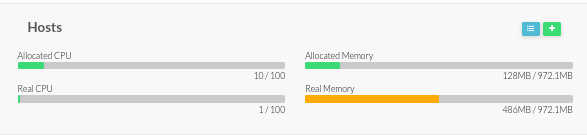 Hosts
Allocated CPU
10 / 100
Allocated Memory
128MB / 972.1MB
Real CPU
1 / 100
Real Memory
486MB / 972.1MB